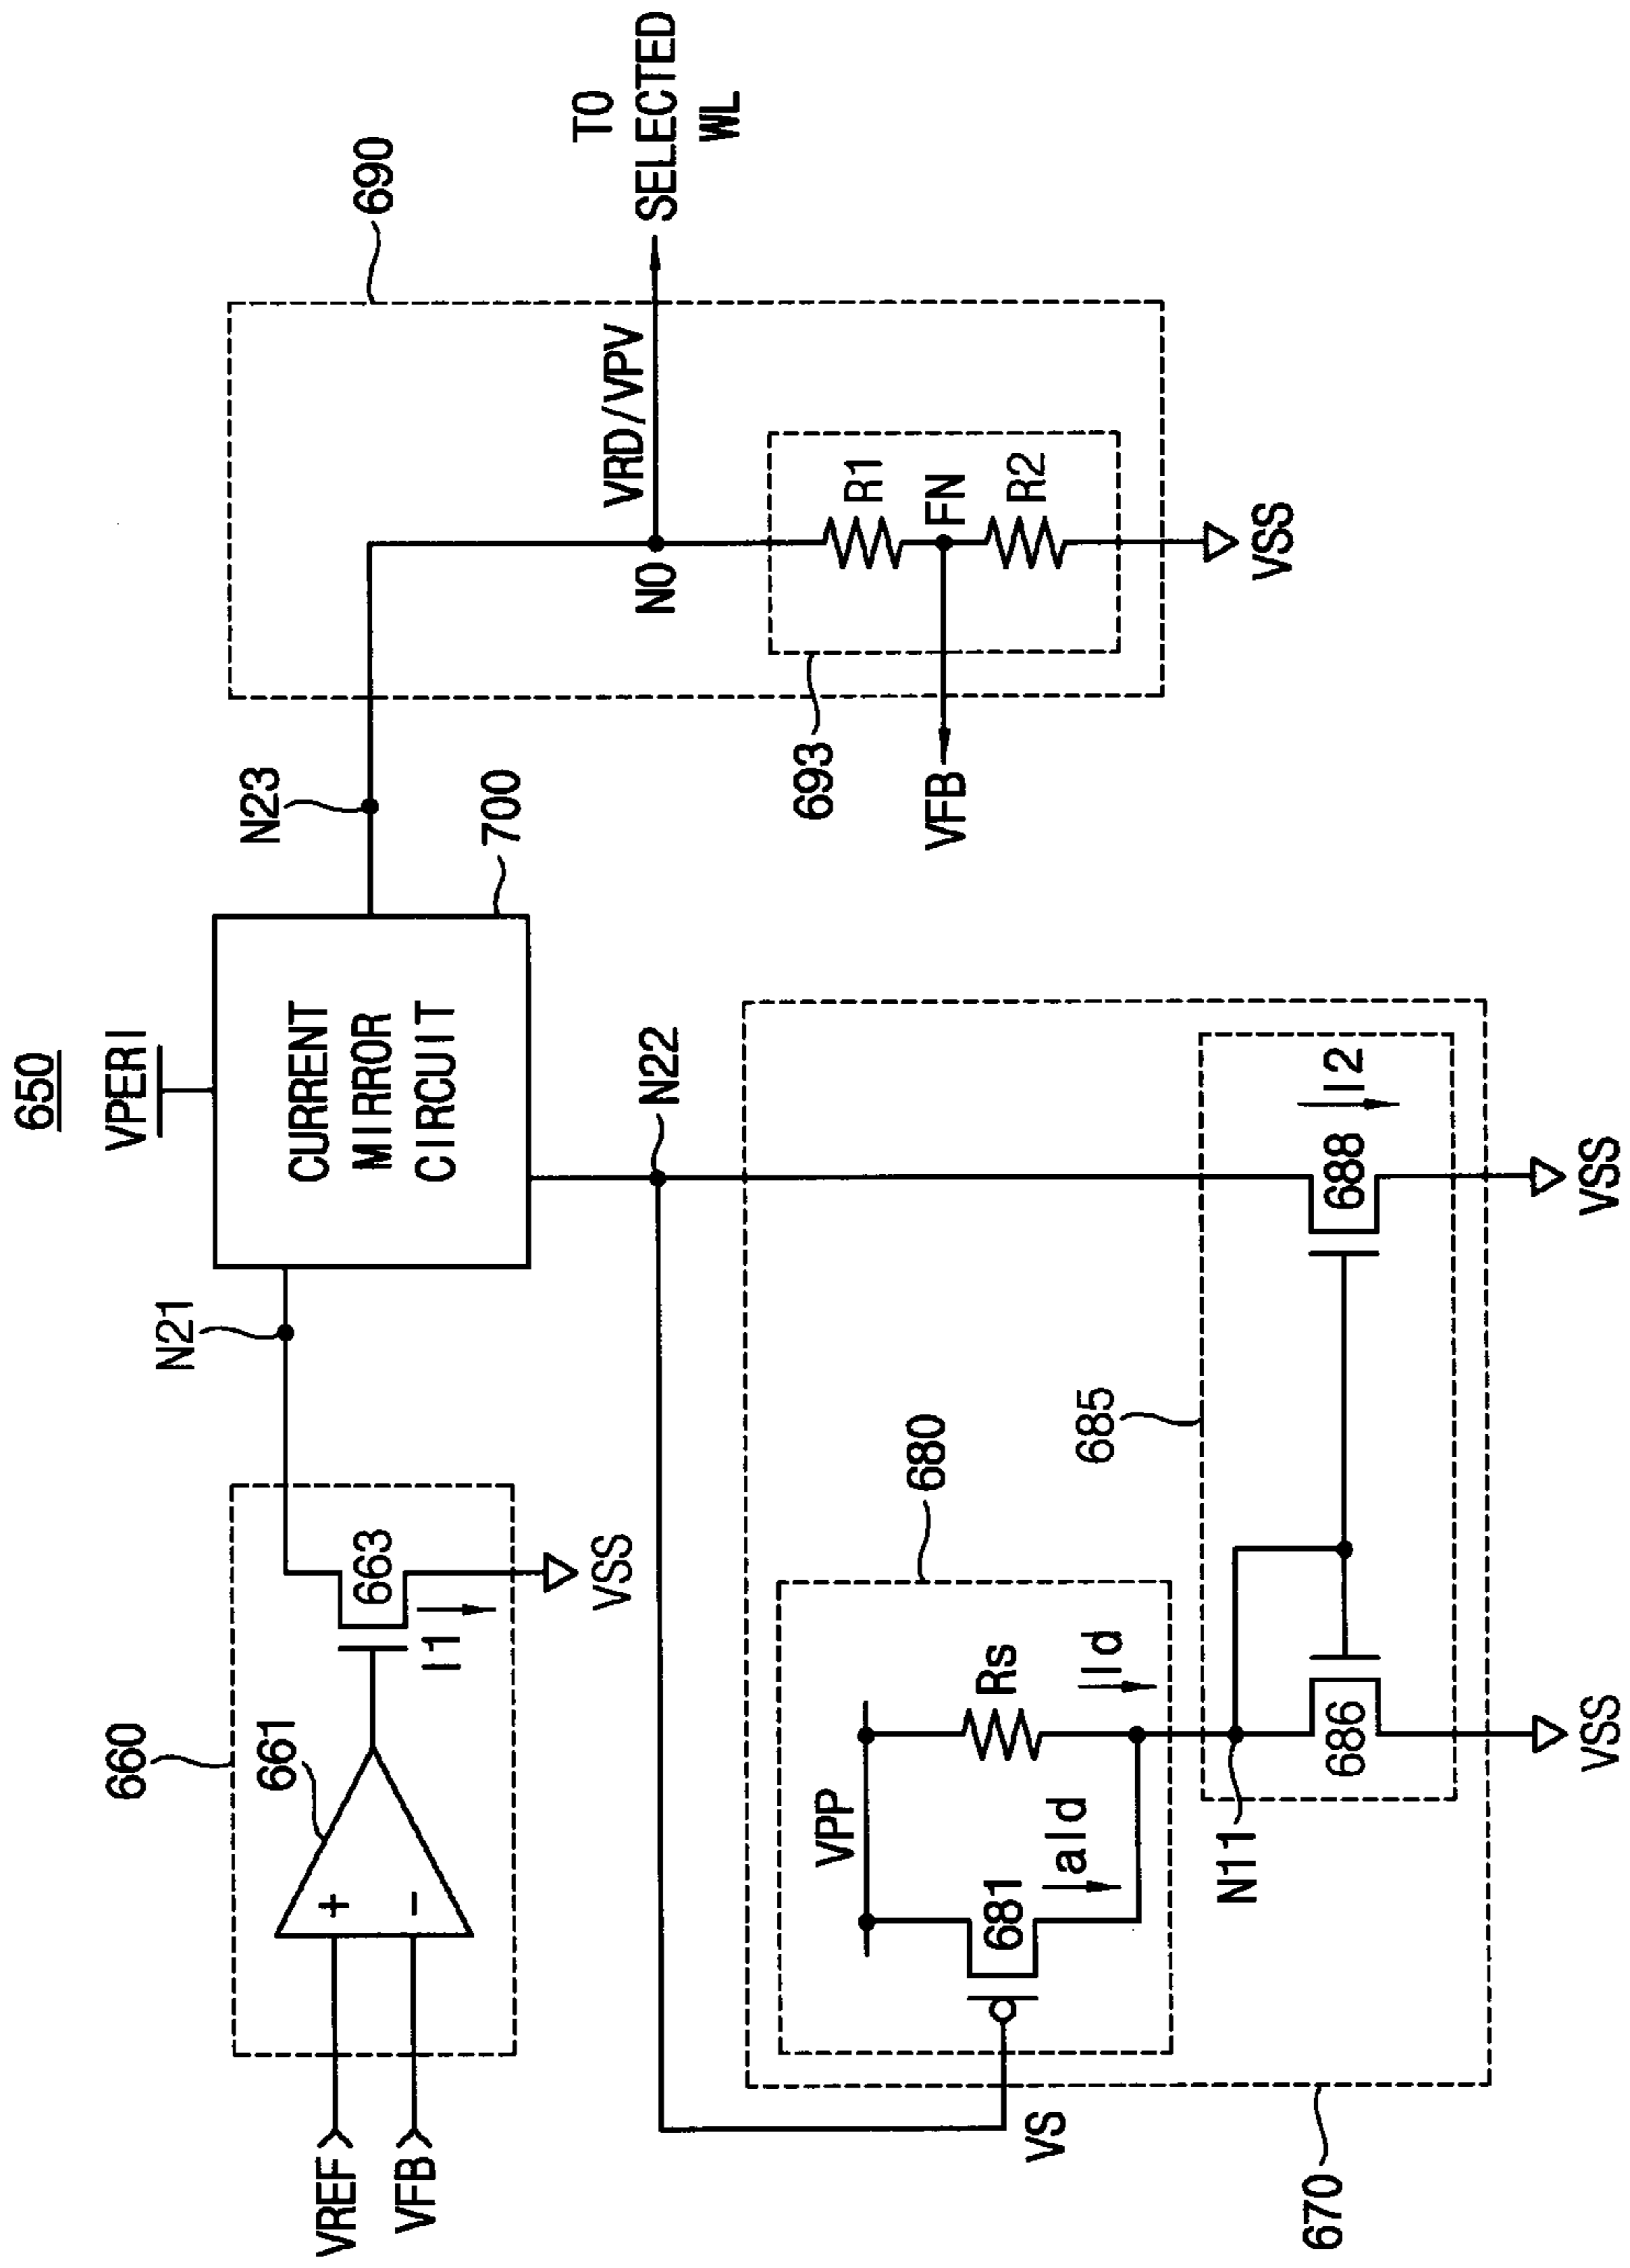 650
VPERI
CURRENT
MIRROR
CIRCUIT
700
N21
N22
N23
660
661
+
-
VREF
VFB
663
I1
VSS
690
VRD/VPV
TO
SELECTED
WL
NO
693
R1
FN
R2
VFB
VSS
670
680
VPP
681
aId
Rs
Id
VS
685
N11
686
688
I2
VSS
VSS